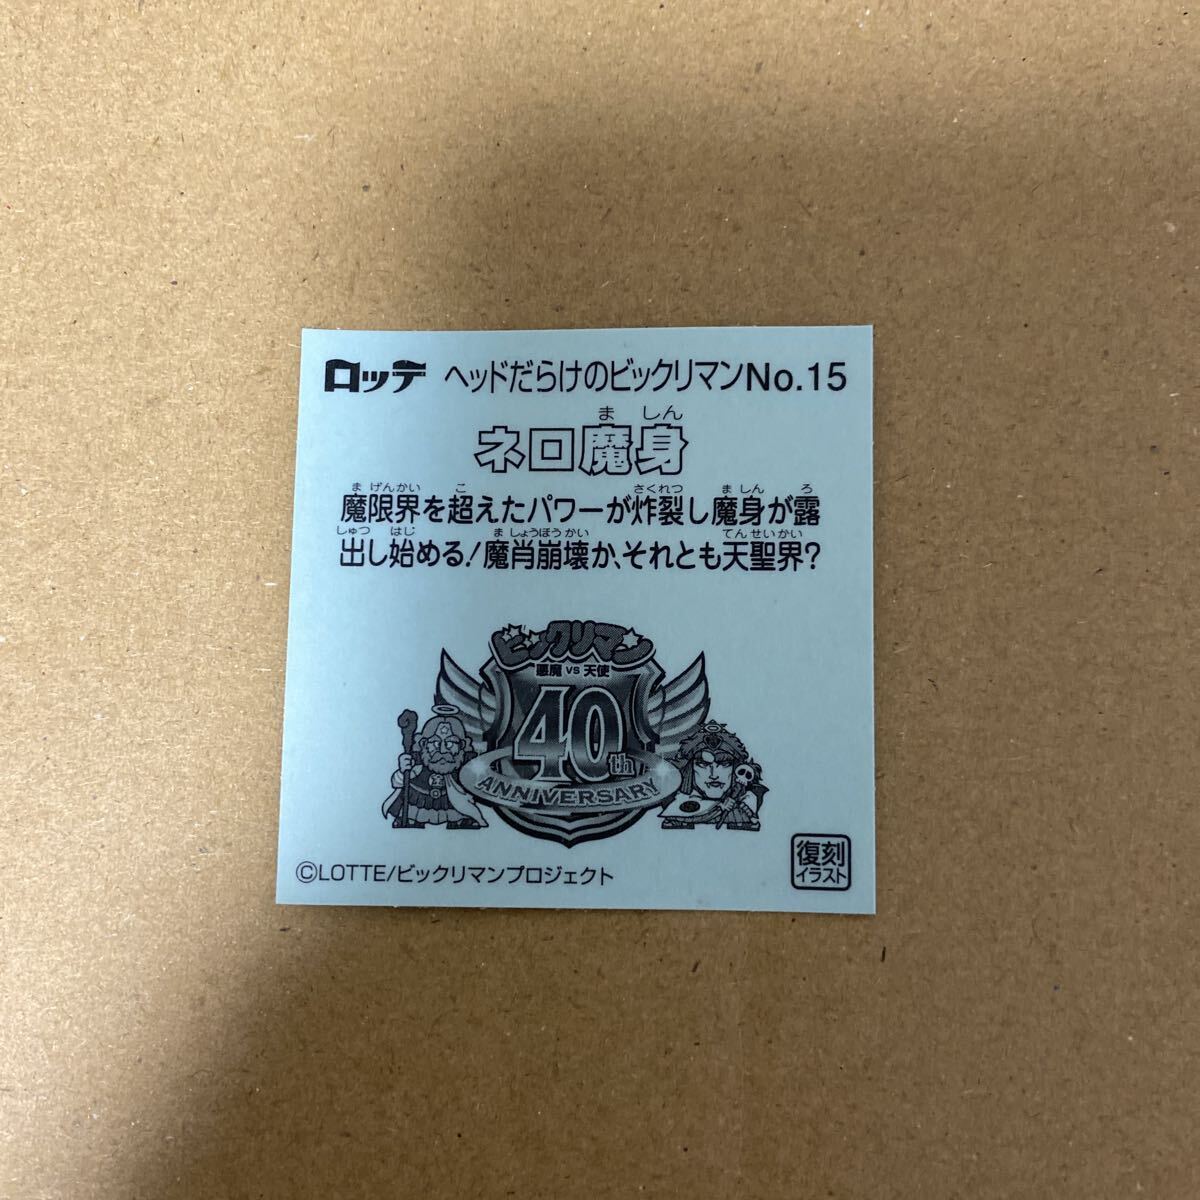 ロッテ ヘッドだらけのビックリマンNo.15
ま しん
ネロ魔身
ま げんかい こ さくれつ ま しん ろ
魔限界を超えたパワーが炸裂し魔身が露
しゅつ はじ ま しょうほうかい てんせいかい
出し始める!魔肖崩壊か、それとも天聖界?
ビックリマン
悪魔 VS 天使
40th
ANNIVERSARY
©LOTTE/ビックリマンプロジェクト
復刻
イラスト